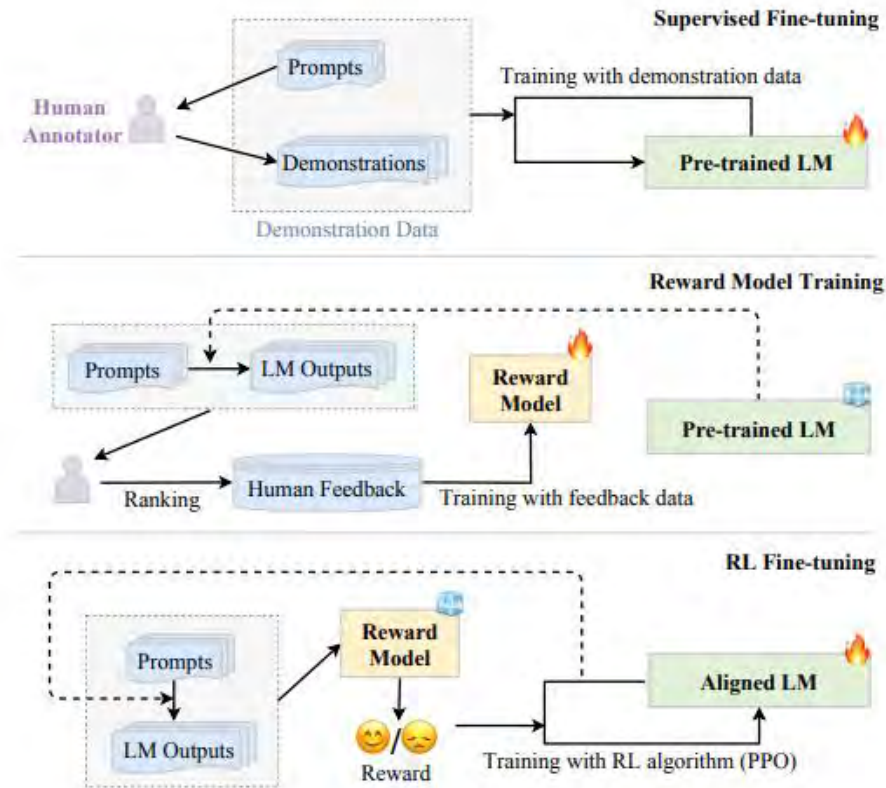 Supervised Fine-tuning
Prompts
Training with demonstration data
Human
Annotator
Demonstrations
Pre-trained LM
Demonstration Data
Reward Model Training
Prompts
LM Outputs
Reward
Model
Pre-trained LM
Ranking
Human Feedback
Training with feedback data
RL Fine-tuning
Prompts
Reward
Model
Aligned LM
LM Outputs
/
Reward
Training with RL algorithm (PPO)